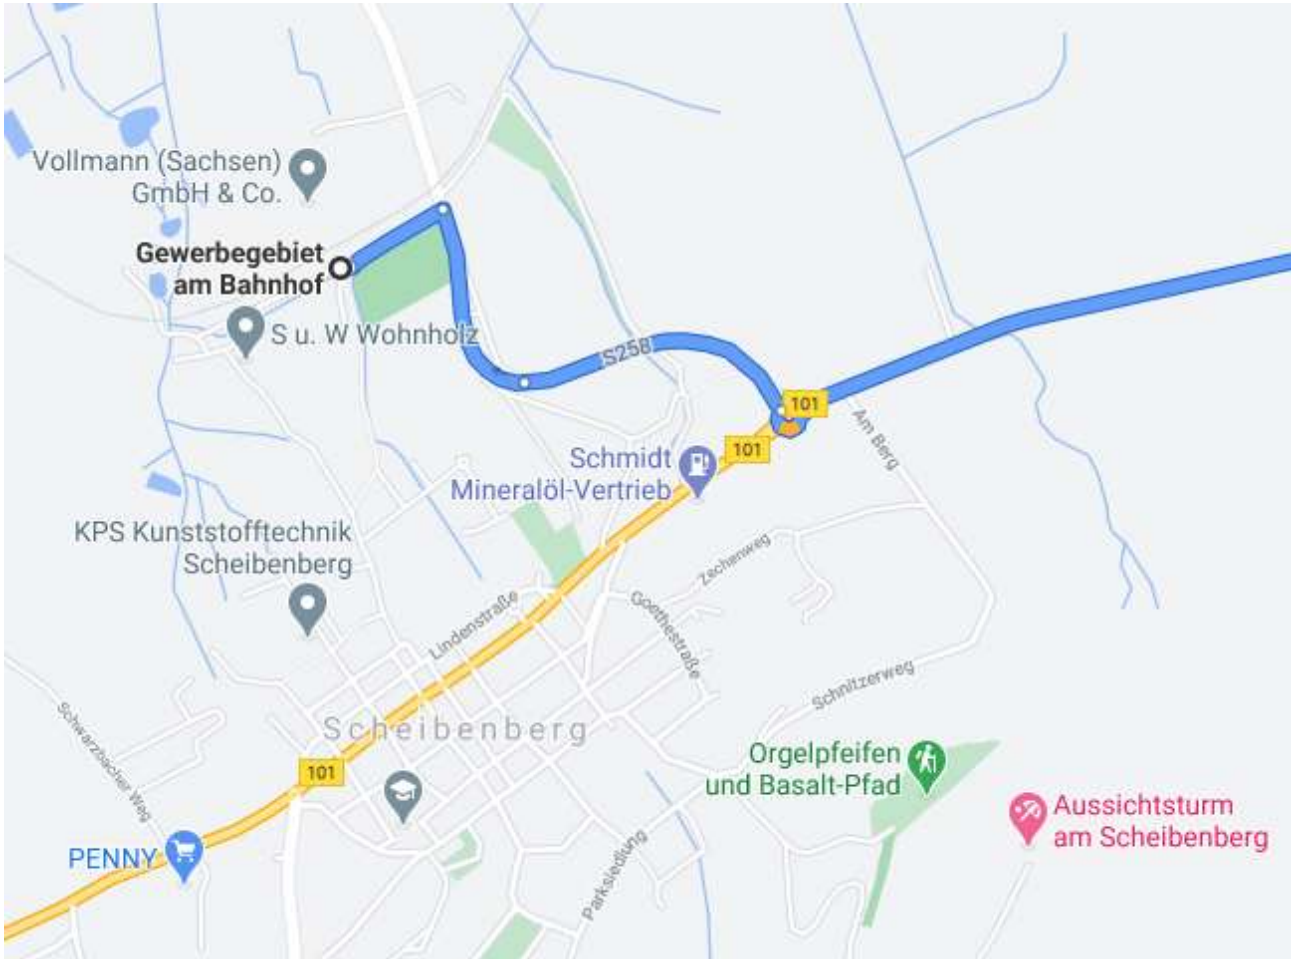 Vollmann (Sachsen)
GmbH & Co.
Gewerbegebiet
am Bahnhof
S u. W Wohnholz
S258
101
101
Am Berg
Schmidt
Mineralöl-Vertrieb
KPS Kunststofftechnik
Scheibenberg
Zechenweg
Lindenstraße
Goethestraße
Schnitzerweg
Schwarzbacher Weg
Scheibenberg
101
Orgelpfeifen
und Basalt-Pfad
Aussichtsturm
am Scheibenberg
PENNY
Parksiedlung